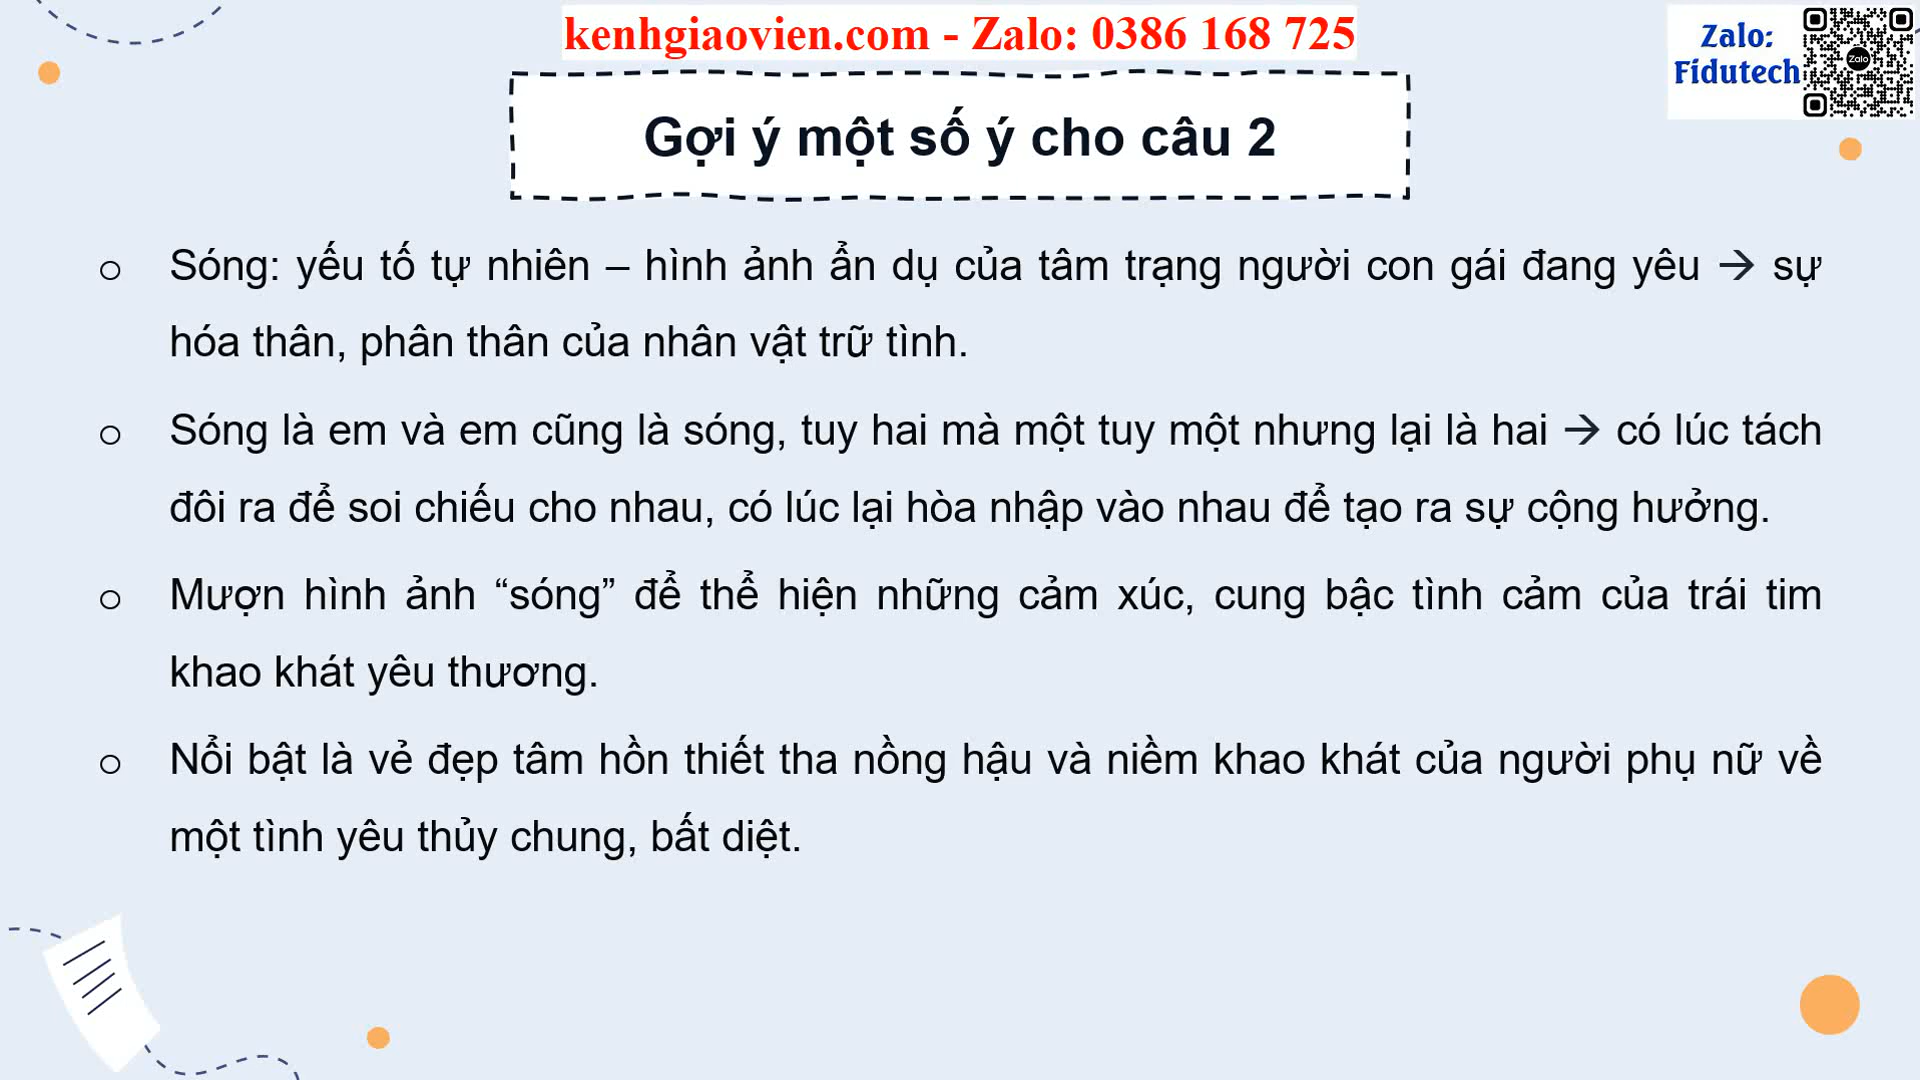 kenhgiaovien.com - Zalo: 0386 168 725
Zalo:
Fidutech
Zalo
Gợi ý một số ý cho câu 2
o Sóng: yếu tố tự nhiên – hình ảnh ẩn dụ của tâm trạng người con gái đang yêu → sự
hóa thân, phân thân của nhân vật trữ tình.
o Sóng là em và em cũng là sóng, tuy hai mà một tuy một nhưng lại là hai → có lúc tách
đôi ra để soi chiếu cho nhau, có lúc lại hòa nhập vào nhau để tạo ra sự cộng hưởng.
o Mượn hình ảnh “sóng” để thể hiện những cảm xúc, cung bậc tình cảm của trái tim
khao khát yêu thương.
o Nổi bật là vẻ đẹp tâm hồn thiết tha nồng hậu và niềm khao khát của người phụ nữ về
một tình yêu thủy chung, bất diệt.